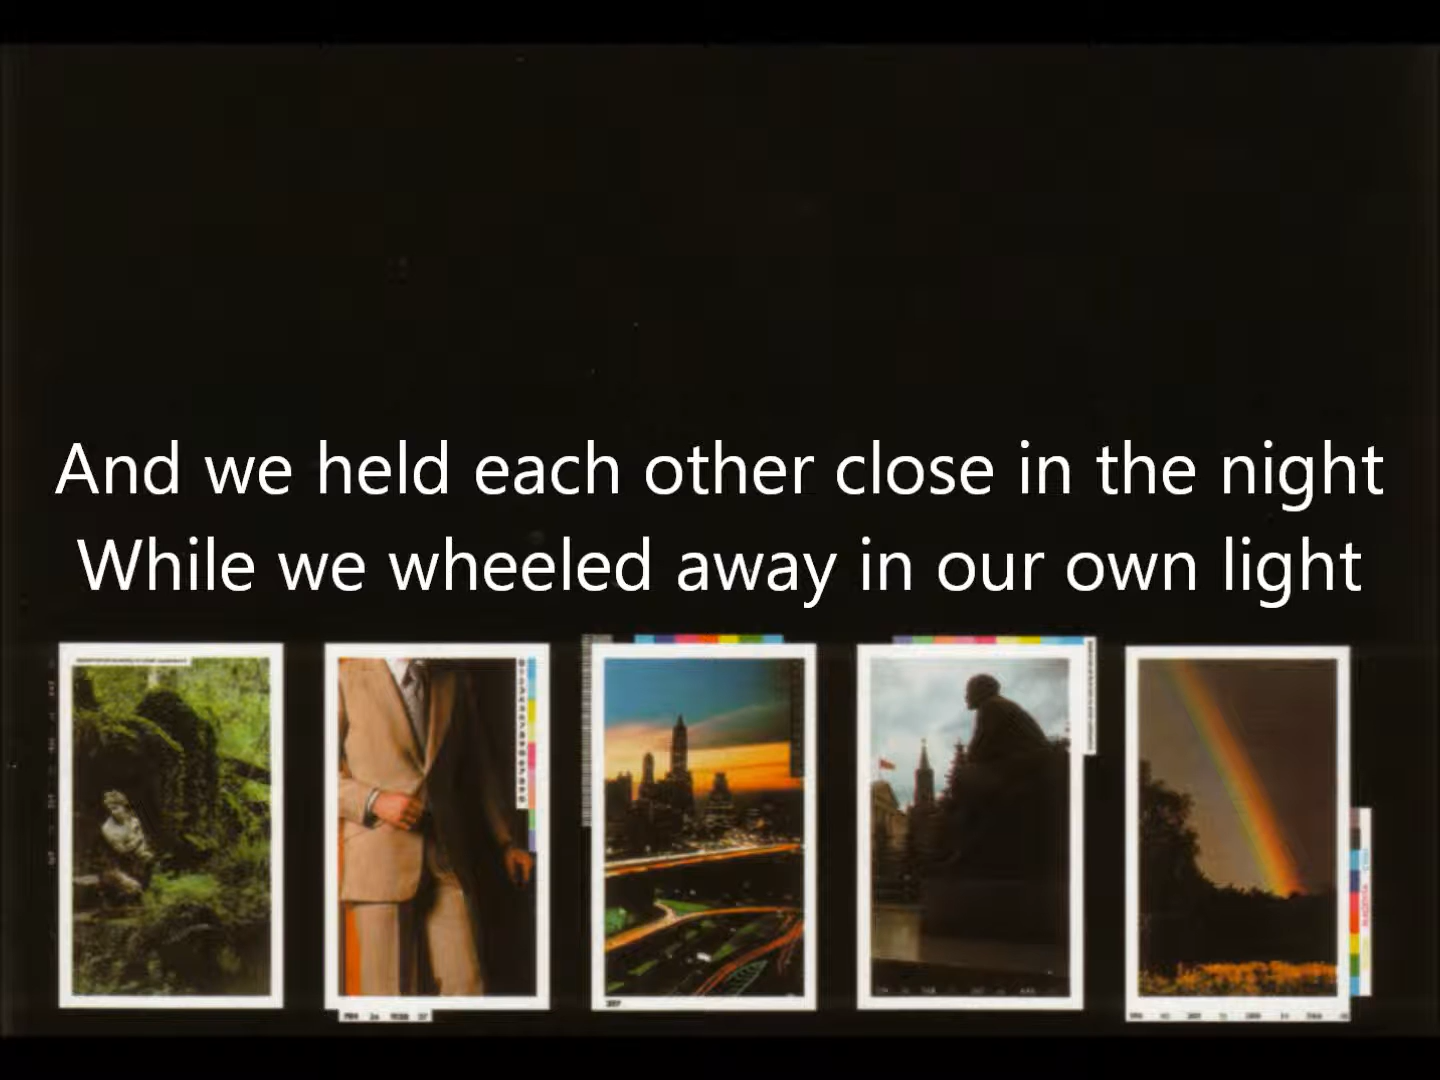 And we held each other close in the night
While we wheeled away in our own light